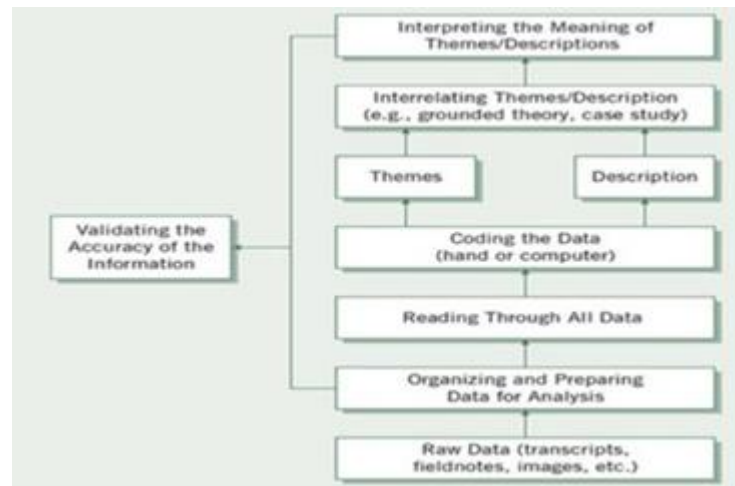 Interpreting the Meaning of
Themes/Descriptions
Interrelating Themes/Description
(e.g., grounded theory, case study)
Themes
Description
Validating the
Accuracy of the
Information
Coding the Data
(hand or computer)
Reading Through All Data
Organizing and Preparing
Data for Analysis
Raw Data (transcripts,
fieldnotes, images, etc.)